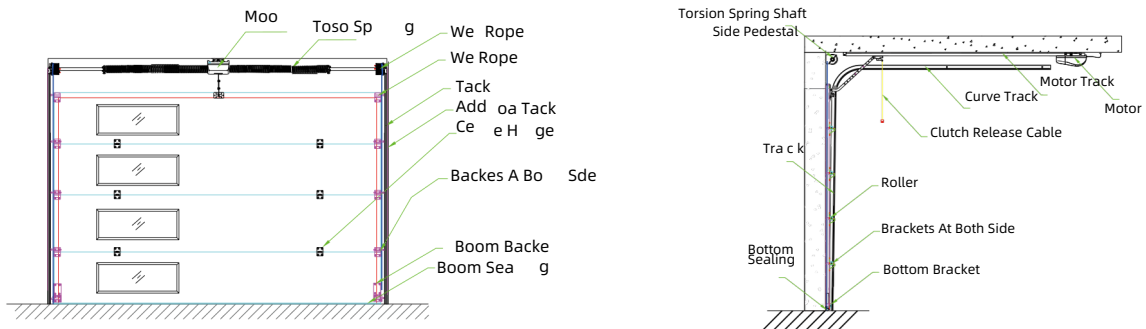 Moo
Toso Sp g
We Rope
We Rope
Tack
Add oa Tack
Ce e H ge
Backes A Bo Sde
Boom Backe
Boom Sea g
Torsion Spring Shaft
Side Pedestal
Motor Track
Motor
Curve Track
Clutch Release Cable
Tra c k
Roller
Brackets At Both Side
Bottom
Sealing
Bottom Bracket